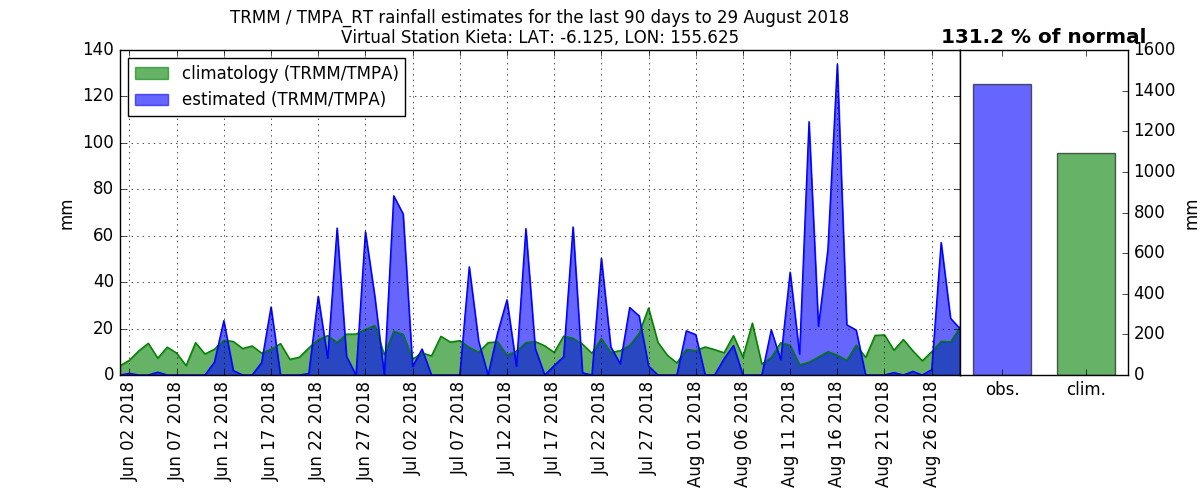 TRMM / TMPA_RT rainfall estimates for the last 90 days to 29 August 2018
Virtual Station Kieta: LAT: -6.125, LON: 155.625
131.2 % of normal
climatology (TRMM/TMPA)
estimated (TRMM/TMPA)
mm
140
120
100
80
60
40
20
0
Jun 02 2018
Jun 07 2018
Jun 12 2018
Jun 17 2018
Jun 22 2018
Jun 27 2018
Jul 02 2018
Jul 07 2018
Jul 12 2018
Jul 17 2018
Jul 22 2018
Jul 27 2018
Aug 01 2018
Aug 06 2018
Aug 11 2018
Aug 16 2018
Aug 21 2018
Aug 26 2018
obs.
clim.
1600
1400
1200
1000
800
600
400
200
0
mm